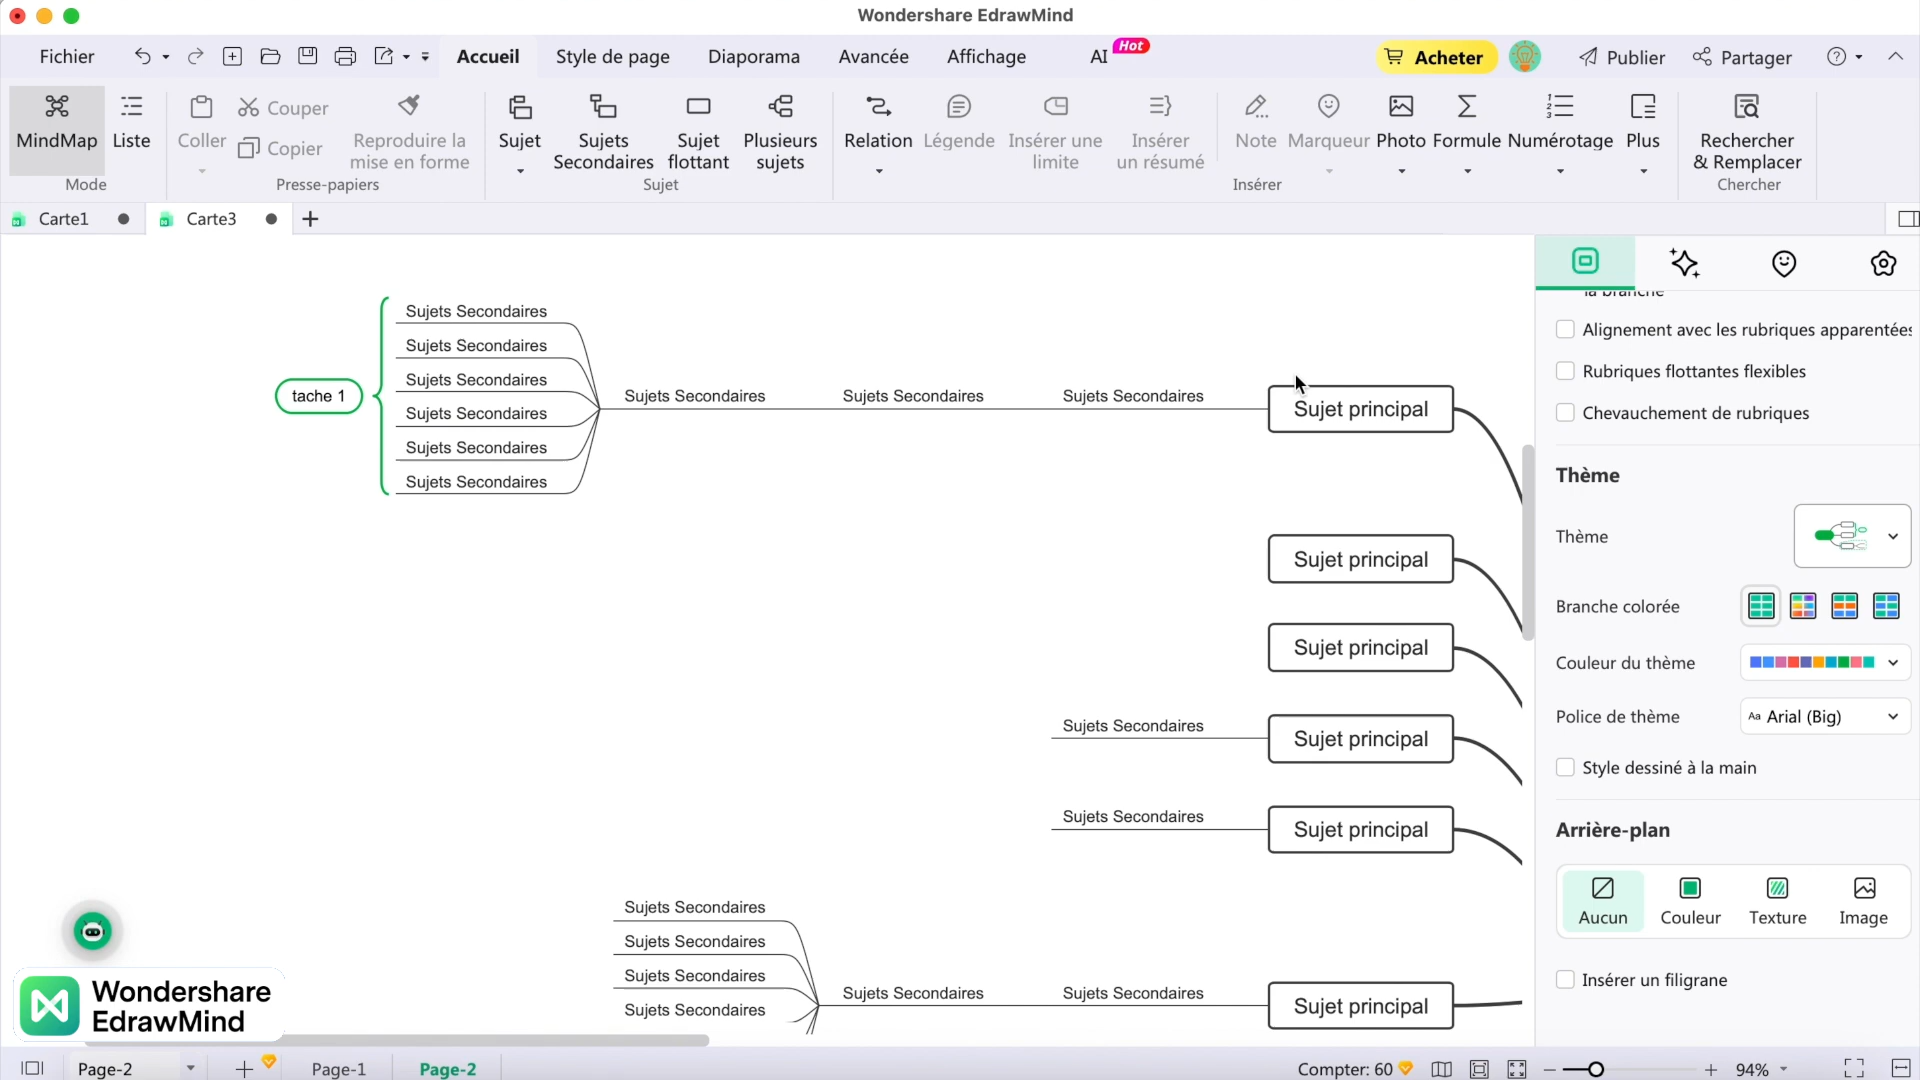 Wondershare EdrawMind
Fichier
Accueil
Style de page
Diaporama
Avancée
Affichage
AI
Hot
Acheter
Publier
Partager
MindMap
Liste
Mode
Coller
Couper
Copier
Reproduire la
mise en forme
Presse-papiers
Sujet
Sujets
Secondaires
Sujet
flottant
Plusieurs
sujets
Sujet
Relation
Légende
Insérer une
limite
Insérer
un résumé
Note
Marqueur
Photo
Formule
Numérotage
Plus
Insérer
Rechercher
& Remplacer
Chercher
Carte1
Carte3
tache 1
Sujets Secondaires
Sujets Secondaires
Sujets Secondaires
Sujets Secondaires
Sujets Secondaires
Sujets Secondaires
Sujets Secondaires
Sujets Secondaires
Sujets Secondaires
Sujet principal
Sujet principal
Sujet principal
Sujets Secondaires
Sujet principal
Sujets Secondaires
Sujet principal
Sujets Secondaires
Sujets Secondaires
Sujets Secondaires
Sujets Secondaires
Sujets Secondaires
Sujets Secondaires
Sujet principal
la branche
Alignement avec les rubriques apparentées
Rubriques flottantes flexibles
Chevauchement de rubriques
Thème
Thème
Branche colorée
Couleur du thème
Police de thème
Aa Arial (Big)
Style dessiné à la main
Arrière-plan
Aucun
Couleur
Texture
Image
Insérer un filigrane
Wondershare
EdrawMind
Page-2
Page-1
Page-2
Compter: 60
94%